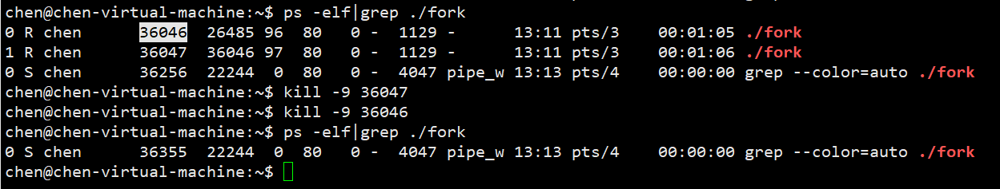 chen@chen-virtual-machine:~$ ps -elf|grep ./fork
0 R chen      36046  26485 96  80   0 -  1129 -      13:11 pts/3    00:01:05 ./fork
1 R chen      36047  36046 97  80   0 -  1129 -      13:11 pts/3    00:01:06 ./fork
0 S chen      36256  22244  0  80   0 -  4047 pipe_w 13:13 pts/4    00:00:00 grep --color=auto ./fork
chen@chen-virtual-machine:~$ kill -9 36047
chen@chen-virtual-machine:~$ kill -9 36046
chen@chen-virtual-machine:~$ ps -elf|grep ./fork
0 S chen      36355  22244  0  80   0 -  4047 pipe_w 13:13 pts/4    00:00:00 grep --color=auto ./fork
chen@chen-virtual-machine:~$